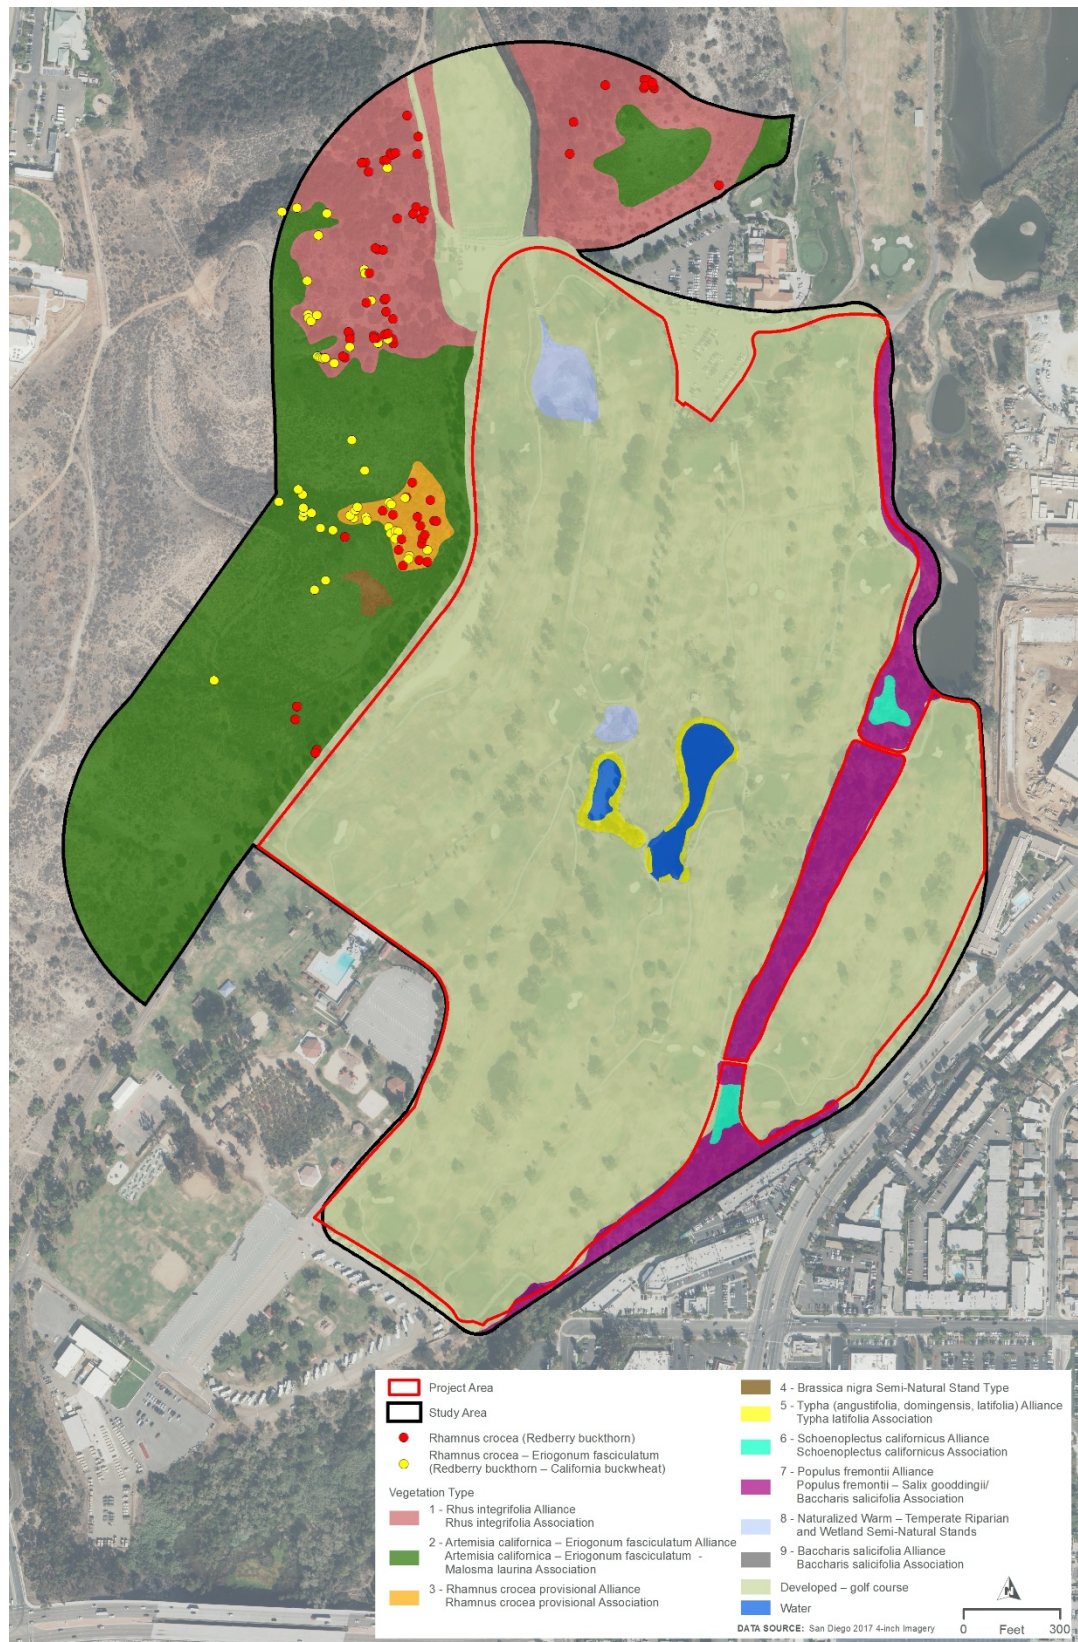 Project Area
Study Area
Rhamnus crocea (Redberry buckthorn)
Rhamnus crocea – Eriogonum fasciculatum
(Redberry buckthorn – California buckwheat)
Vegetation Type
1 - Rhus integrifolia Alliance
Rhus integrifolia Association
2 - Artemisia californica – Eriogonum fasciculatum Alliance
Artemisia californica – Eriogonum fasciculatum -
Malosma laurina Association
3 - Rhamnus crocea provisional Alliance
Rhamnus crocea provisional Association
4 - Brassica nigra Semi-Natural Stand Type
5 - Typha (angustifolia, domingensis, latifolia) Alliance
Typha latifolia Association
6 - Schoenoplectus californicus Alliance
Schoenoplectus californicus Association
7 - Populus fremontii Alliance
Populus fremontii – Salix gooddingii/
Baccharis salicifolia Association
8 - Naturalized Warm – Temperate Riparian
and Wetland Semi-Natural Stands
9 - Baccharis salicifolia Alliance
Baccharis salicifolia Association
Developed – golf course
Water
DATA SOURCE: San Diego 2017 4-inch Imagery
0 Feet 300